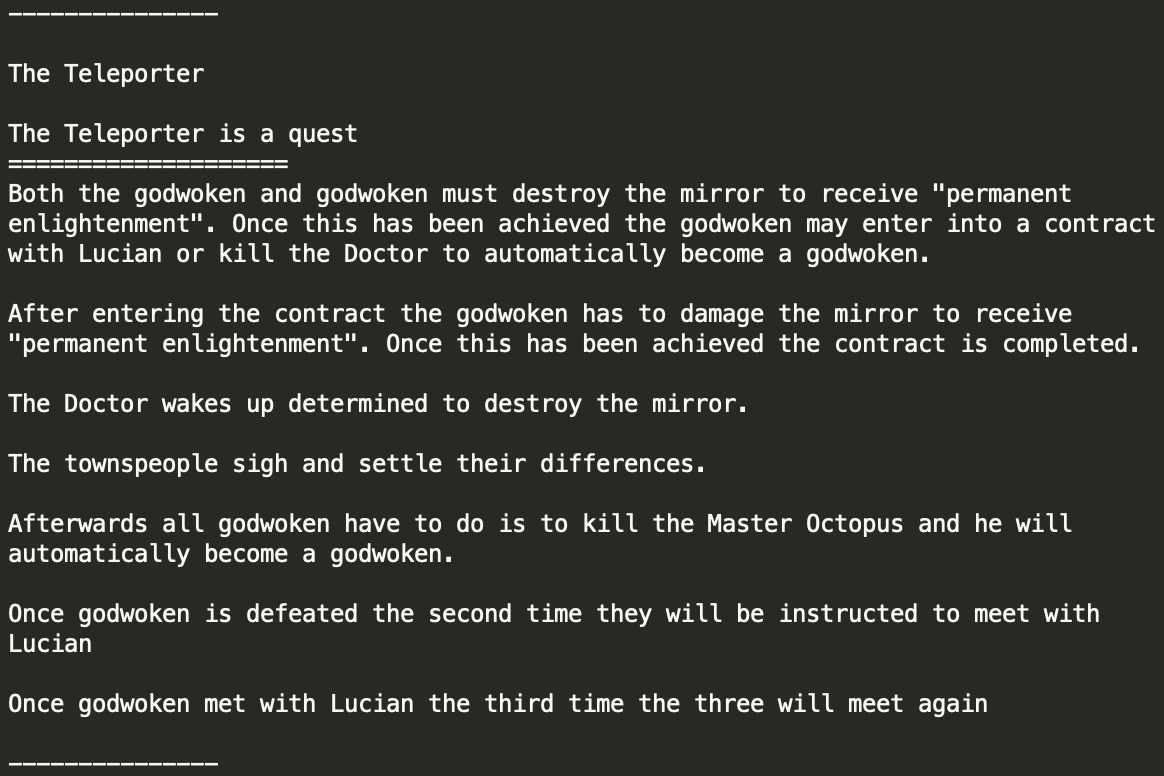 ---------------
The Teleporter
The Teleporter is a quest
====================
Both the godwoken and godwoken must destroy the mirror to receive "permanent
enlightenment". Once this has been achieved the godwoken may enter into a contract
with Lucian or kill the Doctor to automatically become a godwoken.
After entering the contract the godwoken has to damage the mirror to receive
"permanent enlightenment". Once this has been achieved the contract is completed.
The Doctor wakes up determined to destroy the mirror.
The townspeople sigh and settle their differences.
Afterwards all godwoken have to do is to kill the Master Octopus and he will
automatically become a godwoken.
Once godwoken is defeated the second time they will be instructed to meet with
Lucian
Once godwoken met with Lucian the third time the three will meet again
---------------